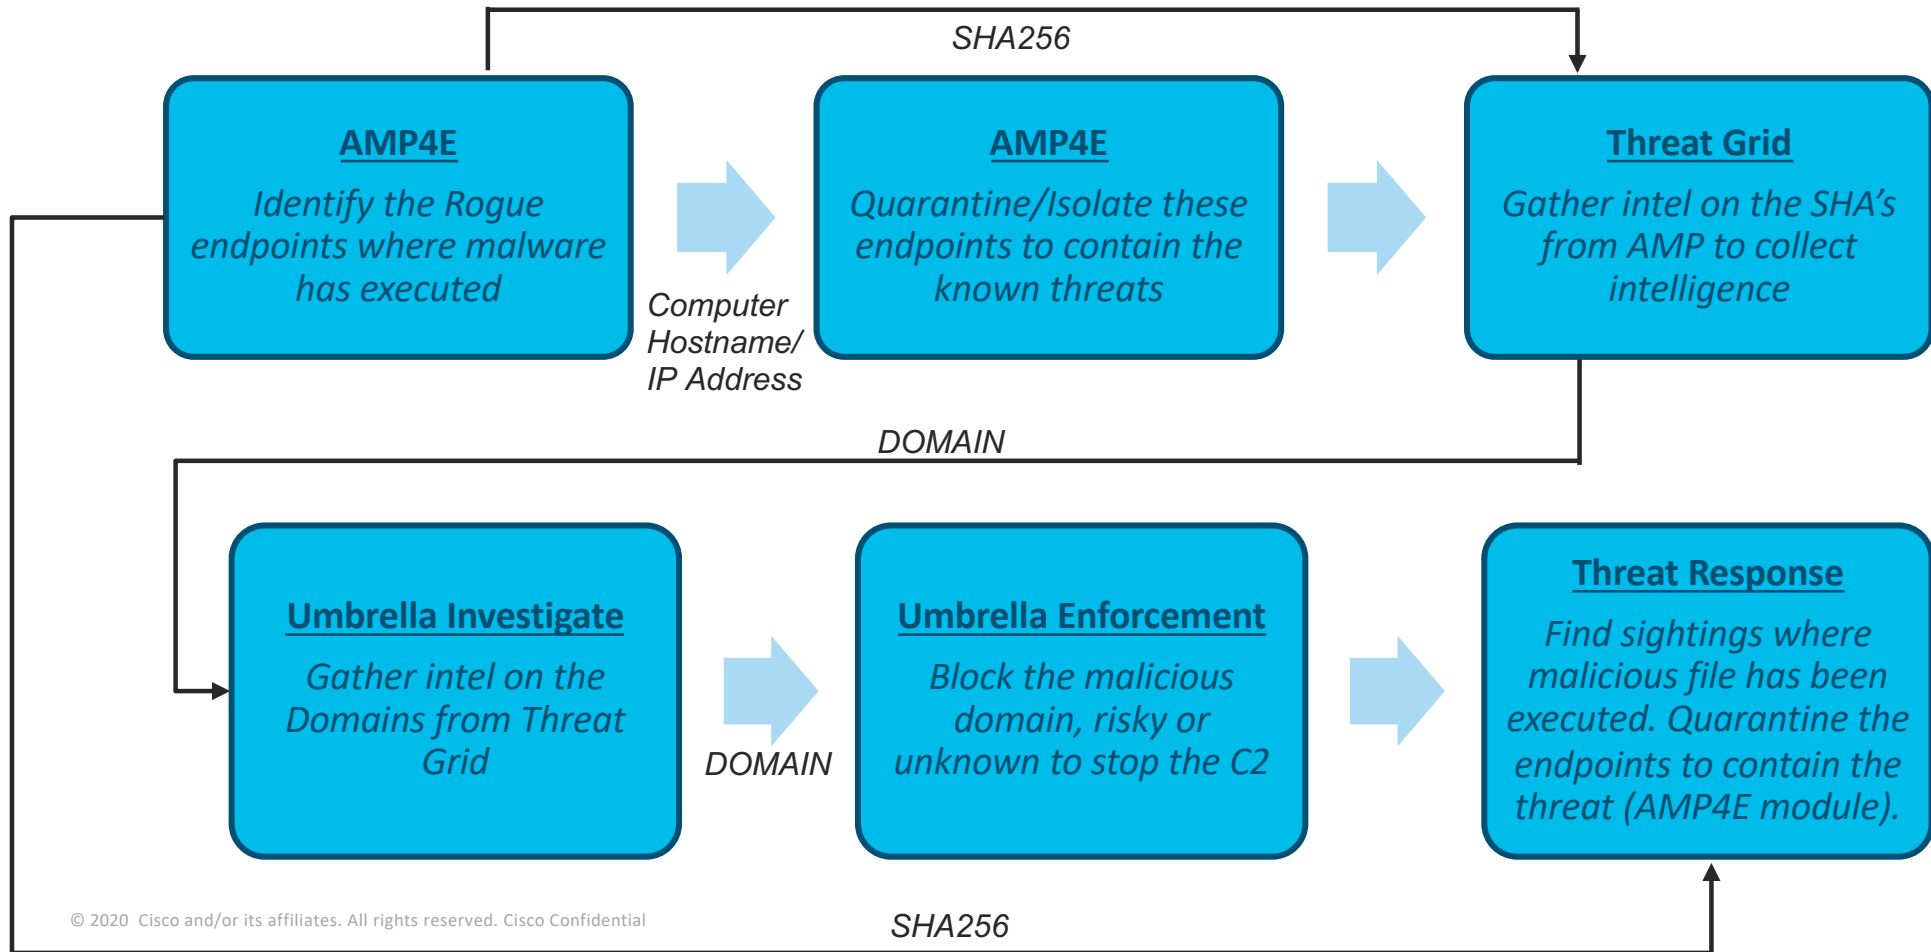 SHA256
AMP4E
Identify the Rogue
endpoints where malware
has executed
Computer
Hostname/
IP Address
AMP4E
Quarantine/Isolate these
endpoints to contain the
known threats
Threat Grid
Gather intel on the SHA’s
from AMP to collect
intelligence
DOMAIN
Umbrella Investigate
Gather intel on the
Domains from Threat
Grid
DOMAIN
Umbrella Enforcement
Block the malicious
domain, risky or
unknown to stop the C2
Threat Response
Find sightings where
malicious file has been
executed. Quarantine the
endpoints to contain the
threat (AMP4E module).
© 2020 Cisco and/or its affiliates. All rights reserved. Cisco Confidential
SHA256